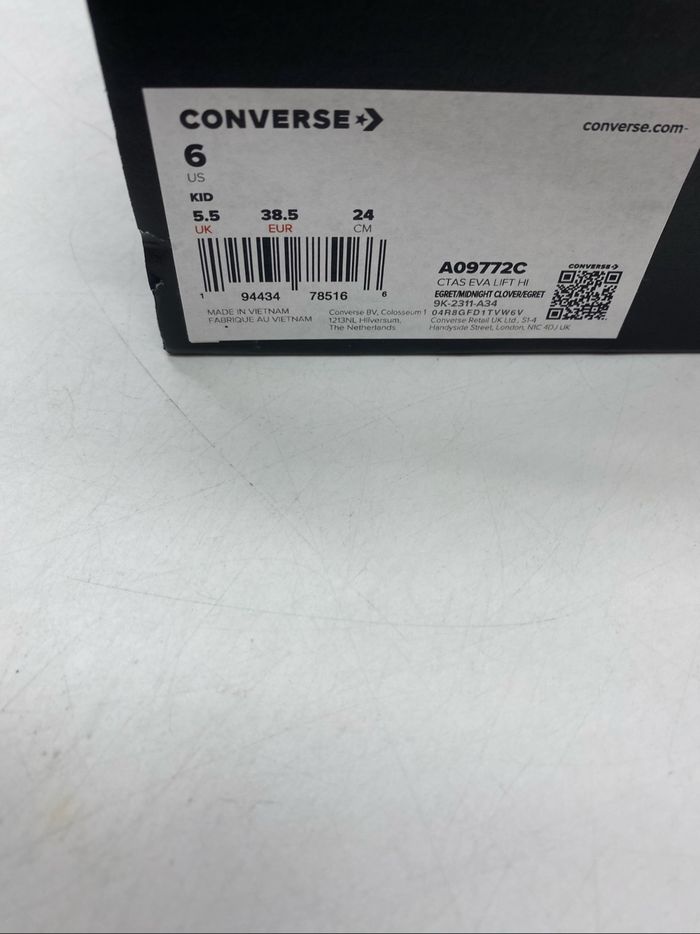 CONVERSE
converse.com
6
US
KID
5.5 38.5 24
UK EUR CM
1 94434 78516 6
MADE IN VIETNAM
FABRIQUE AU VIETNAM
Converse BV, Colosseum 1
1213NL Hilversum,
The Netherlands
A09772C
CTAS EVA LIFT HI
EGRET/MIDNIGHT CLOVER/EGRET
9K-2311-A34
04R8GFD1TVW6V
Converse Retail UK Ltd., S1-4
Handyside Street, London, N1C 4DJ UK
CONVERSE